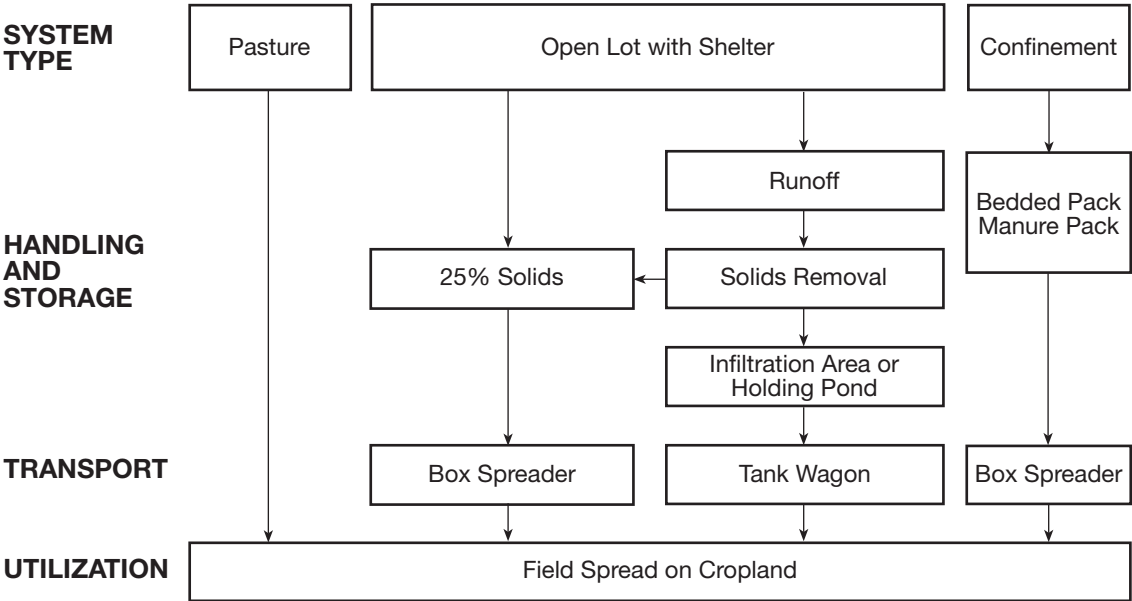 SYSTEM
TYPE
Pasture
Open Lot with Shelter
Confinement
HANDLING
AND
STORAGE
Runoff
Bedded Pack
Manure Pack
25% Solids
Solids Removal
Infiltration Area or
Holding Pond
TRANSPORT
Box Spreader
Tank Wagon
Box Spreader
UTILIZATION
Field Spread on Cropland